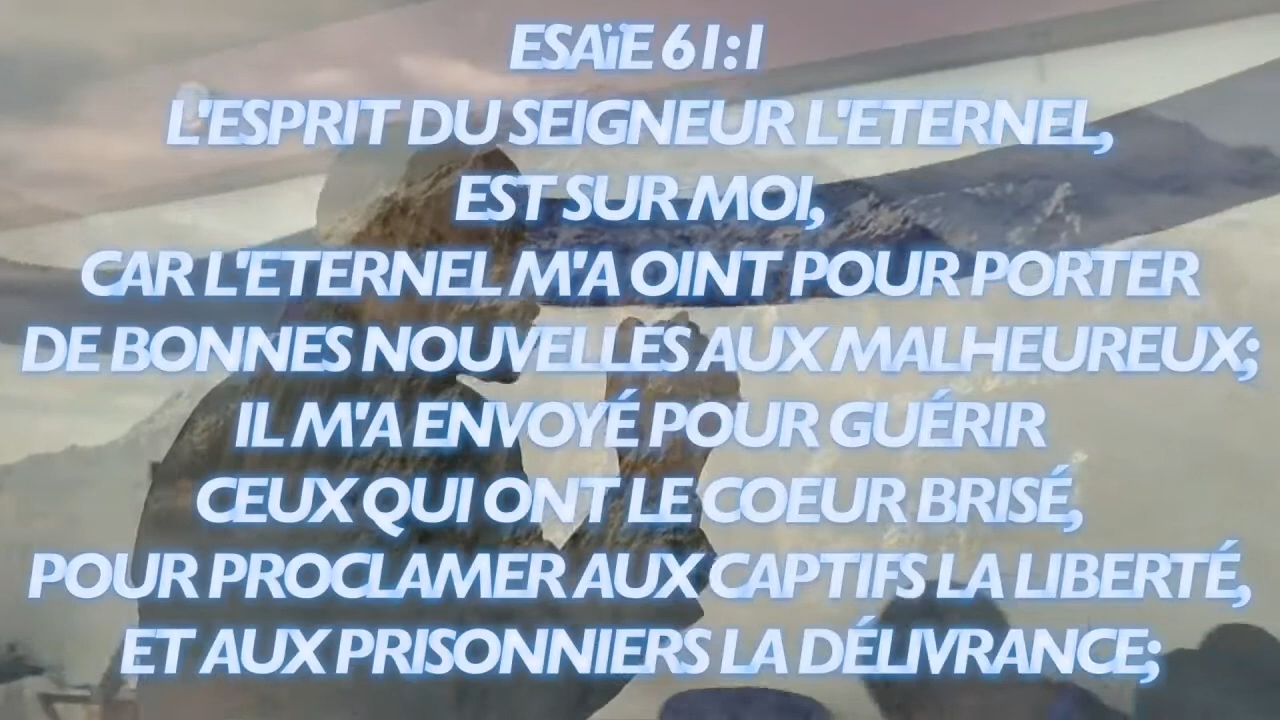 ESAïE 61:1
L'ESPRIT DU SEIGNEUR L'ETERNEL,
EST SUR MOI,
CAR L'ETERNEL M'A OINT POUR PORTER
DE BONNES NOUVELLES AUX MALHEUREUX;
IL M'A ENVOYÉ POUR GUÉRIR
CEUX QUI ONT LE COEUR BRISÉ,
POUR PROCLAMER AUX CAPTIFS LA LIBERTÉ,
ET AUX PRISONNIERS LA DÉLIVRANCE;